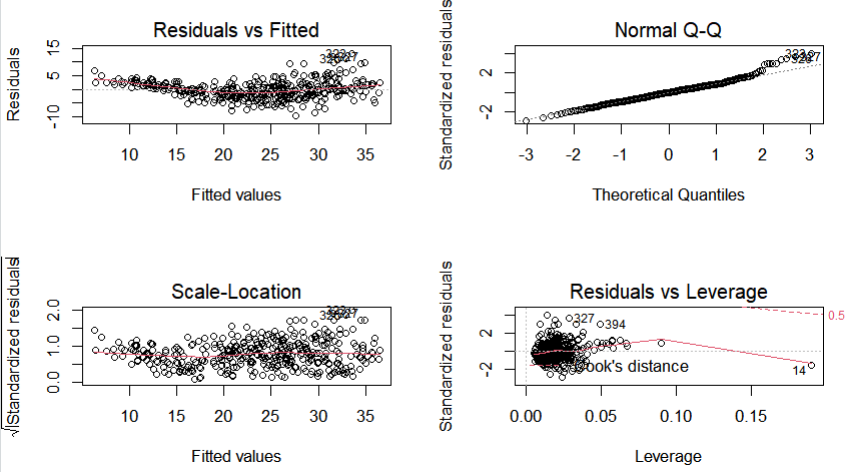 Residuals vs Fitted
Residuals
15
5
-10
10 15 20 25 30 35
Fitted values
Normal Q-Q
Standardized residuals
2
-2
-3 -2 -1 0 1 2 3
Theoretical Quantiles
Scale-Location
√|Standardized residuals|
2.0
1.0
0.0
10 15 20 25 30 35
Fitted values
Residuals vs Leverage
Standardized residuals
2
-2
327
394
14
Cook's distance
0.5
0.00 0.05 0.10 0.15
Leverage